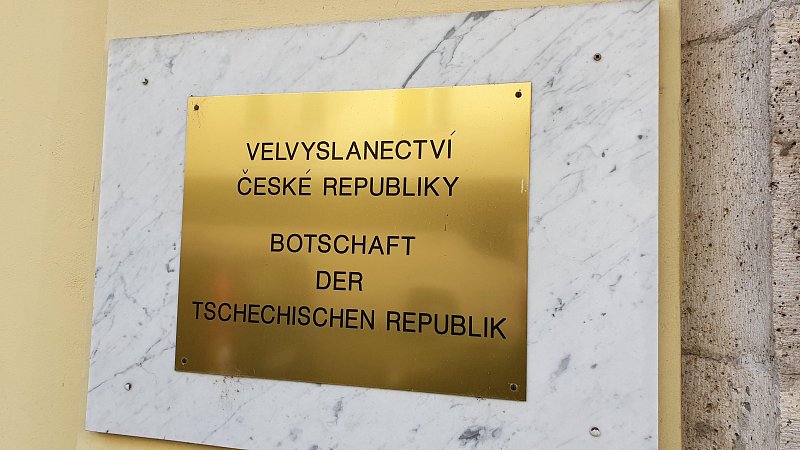 VELVYSLANECTVÍ
ČESKÉ REPUBLIKY
BOTSCHAFT
DER
TSCHECHISCHEN REPUBLIK